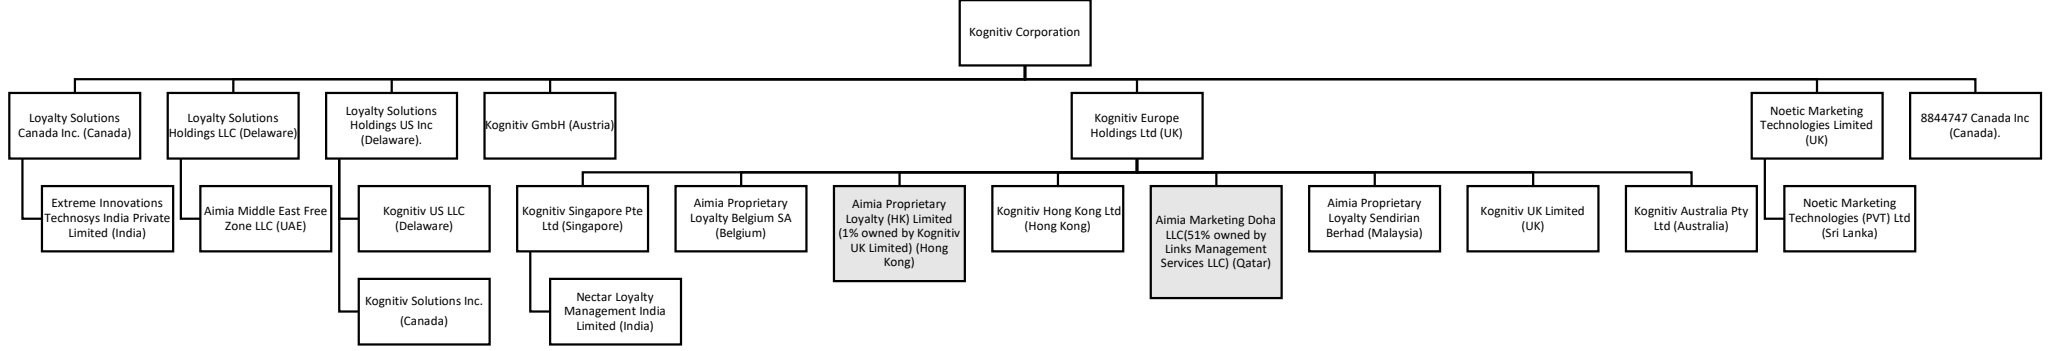 Kognitiv Corporation
Loyalty Solutions
Canada Inc. (Canada)
Loyalty Solutions
Holdings LLC (Delaware)
Loyalty Solutions
Holdings US Inc
(Delaware).
Kognitiv GmbH (Austria)
Kognitiv Europe
Holdings Ltd (UK)
Noetic Marketing
Technologies Limited
(UK)
8844747 Canada Inc
(Canada).
Extreme Innovations
Technosys India Private
Limited (India)
Aimia Middle East Free
Zone LLC (UAE)
Kognitiv US LLC
(Delaware)
Kognitiv Singapore Pte
Ltd (Singapore)
Aimia Proprietary
Loyalty Belgium SA
(Belgium)
Aimia Proprietary
Loyalty (HK) Limited
(1% owned by Kognitiv
UK Limited) (Hong
Kong)
Kognitiv Hong Kong Ltd
(Hong Kong)
Aimia Marketing Doha
LLC(51% owned by
Links Management
Services LLC) (Qatar)
Aimia Proprietary
Loyalty Sendirian
Berhad (Malaysia)
Kognitiv UK Limited
(UK)
Kognitiv Australia Pty
Ltd (Australia)
Noetic Marketing
Technologies (PVT) Ltd
(Sri Lanka)
Kognitiv Solutions Inc.
(Canada)
Nectar Loyalty
Management India
Limited (India)